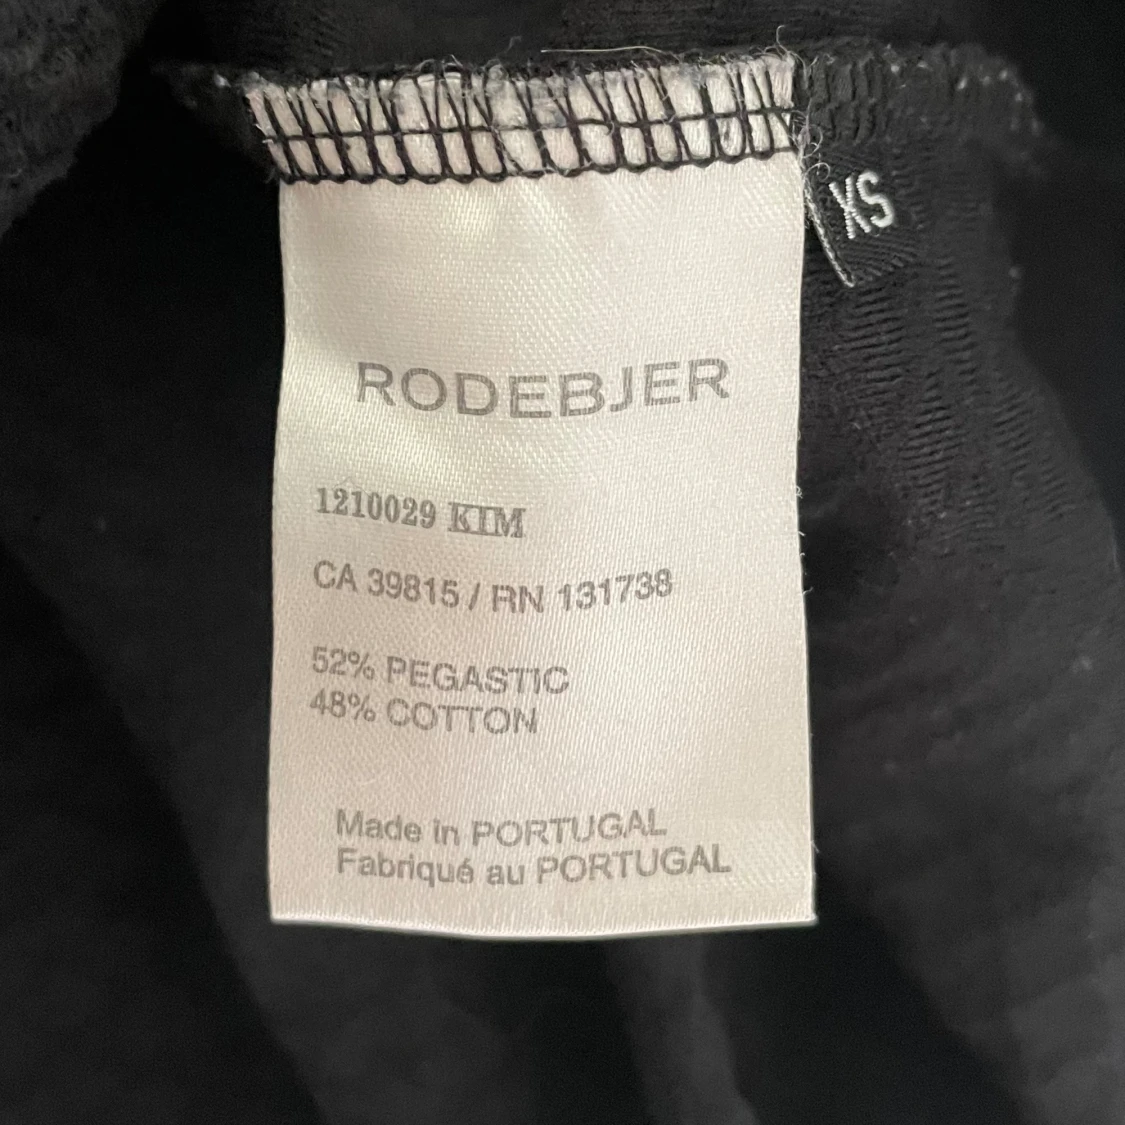 XS
RODEBJER
1210029 KIM
CA 39815 / RN 131738
52% PEGASTIC
48% COTTON
Made in PORTUGAL
Fabriqué au PORTUGAL